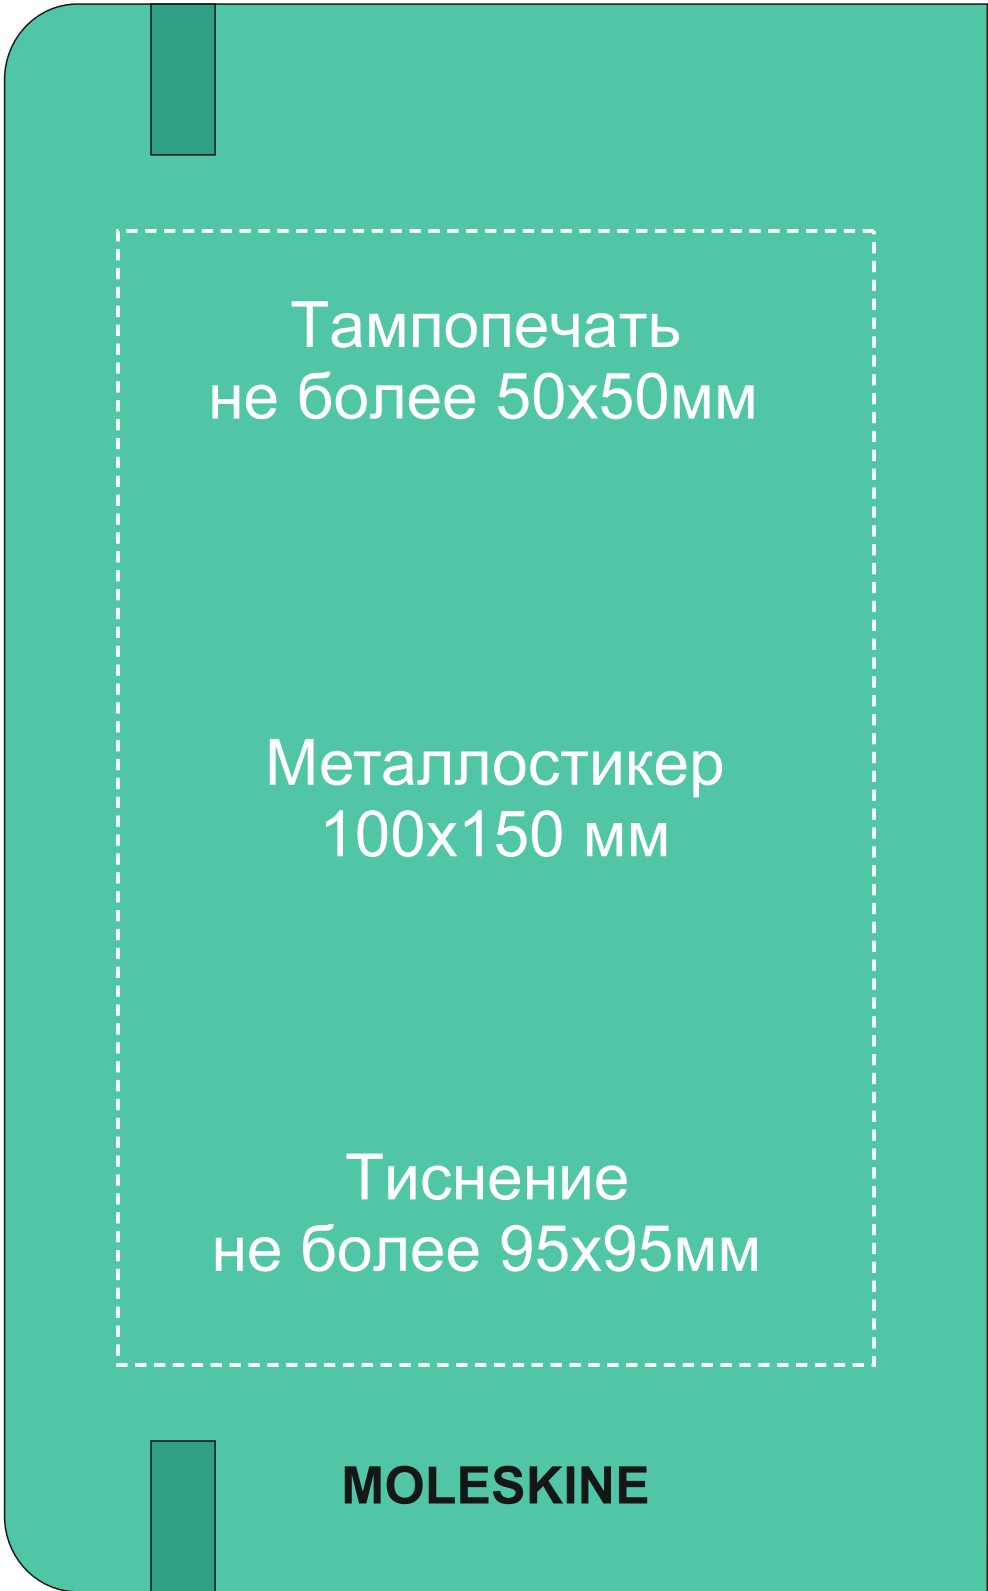 Тампопечать
не более 50х50мм
Металлостикер
100х150 мм
Тиснение
не более 95х95мм
MOLESKINE